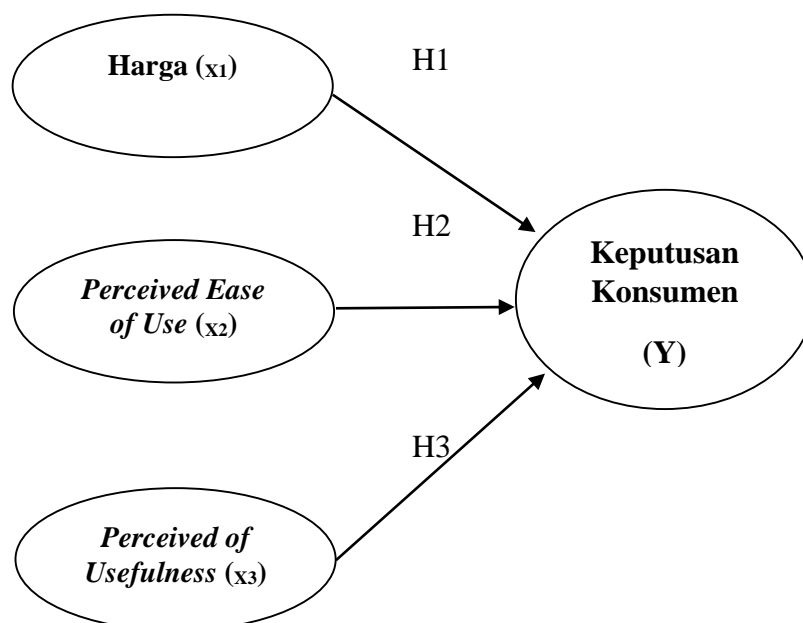 Harga (X1)
H1
H2
Keputusan
Konsumen
(Y)
Perceived Ease
of Use (X2)
H3
Perceived of
Usefulness (X3)